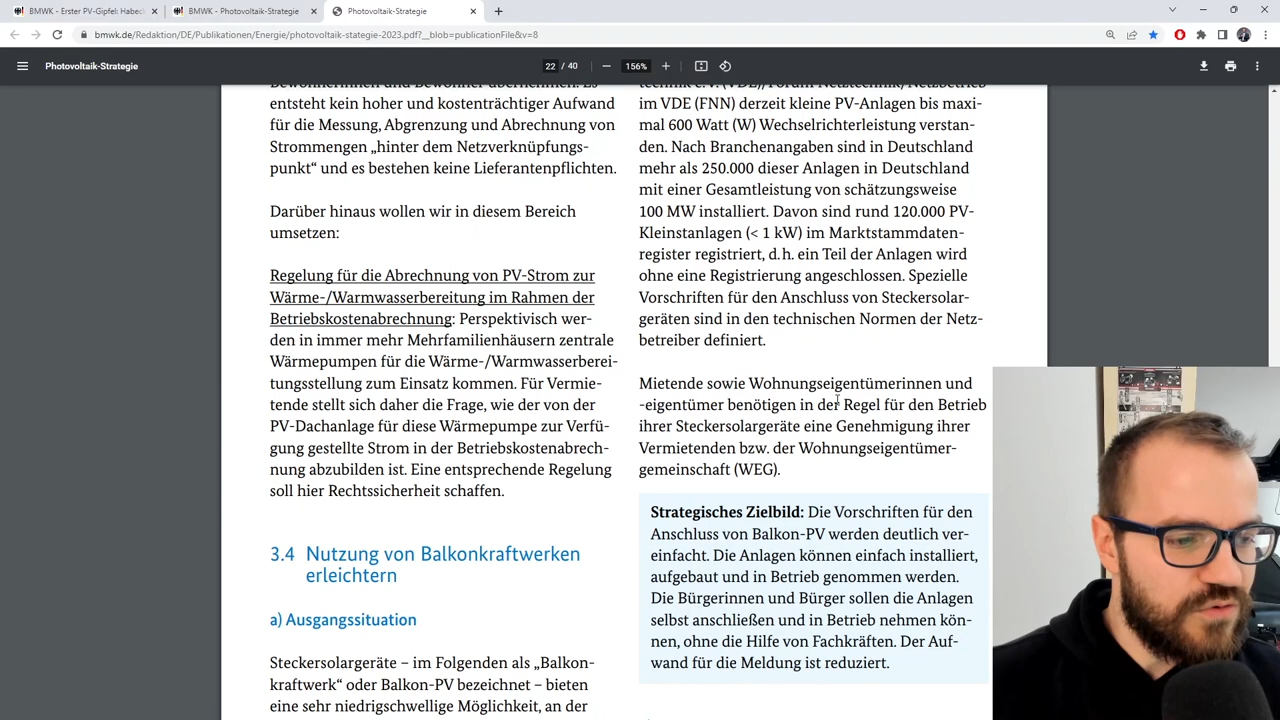 BMWK - Erster PV-Gipfel: Habec
BMWK - Photovoltaik-Strategie
Photovoltaik-Strategie
bmwk.de/Redaktion/DE/Publikationen/Energie/photovoltaik-stategie-2023.pdf?__blob=publicationFile&v=8
Photovoltaik-Strategie
22 / 40
156%
entsteht kein hoher und kostenträchtiger Aufwand
für die Messung, Abgrenzung und Abrechnung von
Strommengen „hinter dem Netzverknüpfungs-
punkt“ und es bestehen keine Lieferantenpflichten.
Darüber hinaus wollen wir in diesem Bereich
umsetzen:
Regelung für die Abrechnung von PV-Strom zur
Wärme-/Warmwasserbereitung im Rahmen der
Betriebskostenabrechnung: Perspektivisch wer-
den in immer mehr Mehrfamilienhäusern zentrale
Wärmepumpen für die Wärme-/Warmwasserberei-
tungsstellung zum Einsatz kommen. Für Vermie-
tende stellt sich daher die Frage, wie der von der
PV-Dachanlage für diese Wärmepumpe zur Verfü-
gung gestellte Strom in der Betriebskostenabrech-
nung abzubilden ist. Eine entsprechende Regelung
soll hier Rechtssicherheit schaffen.
3.4 Nutzung von Balkonkraftwerken
erleichtern
a) Ausgangssituation
Steckersolargeräte – im Folgenden als „Balkon-
kraftwerk“ oder Balkon-PV bezeichnet – bieten
eine sehr niedrigschwellige Möglichkeit, an der
technik e. V. (VDE)/Forum Netztechnik/Netzbetrieb
im VDE (FNN) derzeit kleine PV-Anlagen bis maxi-
mal 600 Watt (W) Wechselrichterleistung verstan-
den. Nach Branchenangaben sind in Deutschland
mehr als 250.000 dieser Anlagen in Deutschland
mit einer Gesamtleistung von schätzungsweise
100 MW installiert. Davon sind rund 120.000 PV-
Kleinstanlagen (< 1 kW) im Marktstammdaten-
register registriert, d. h. ein Teil der Anlagen wird
ohne eine Registrierung angeschlossen. Spezielle
Vorschriften für den Anschluss von Steckersolar-
geräten sind in den technischen Normen der Netz-
betreiber definiert.
Mietende sowie Wohnungseigentümerinnen und
-eigentümer benötigen in der Regel für den Betrieb
ihrer Steckersolargeräte eine Genehmigung ihrer
Vermietenden bzw. der Wohnungseigentümer-
gemeinschaft (WEG).
Strategisches Zielbild: Die Vorschriften für den
Anschluss von Balkon-PV werden deutlich ver-
einfacht. Die Anlagen können einfach installiert,
aufgebaut und in Betrieb genommen werden.
Die Bürgerinnen und Bürger sollen die Anlagen
selbst anschließen und in Betrieb nehmen kön-
nen, ohne die Hilfe von Fachkräften. Der Auf-
wand für die Meldung ist reduziert.